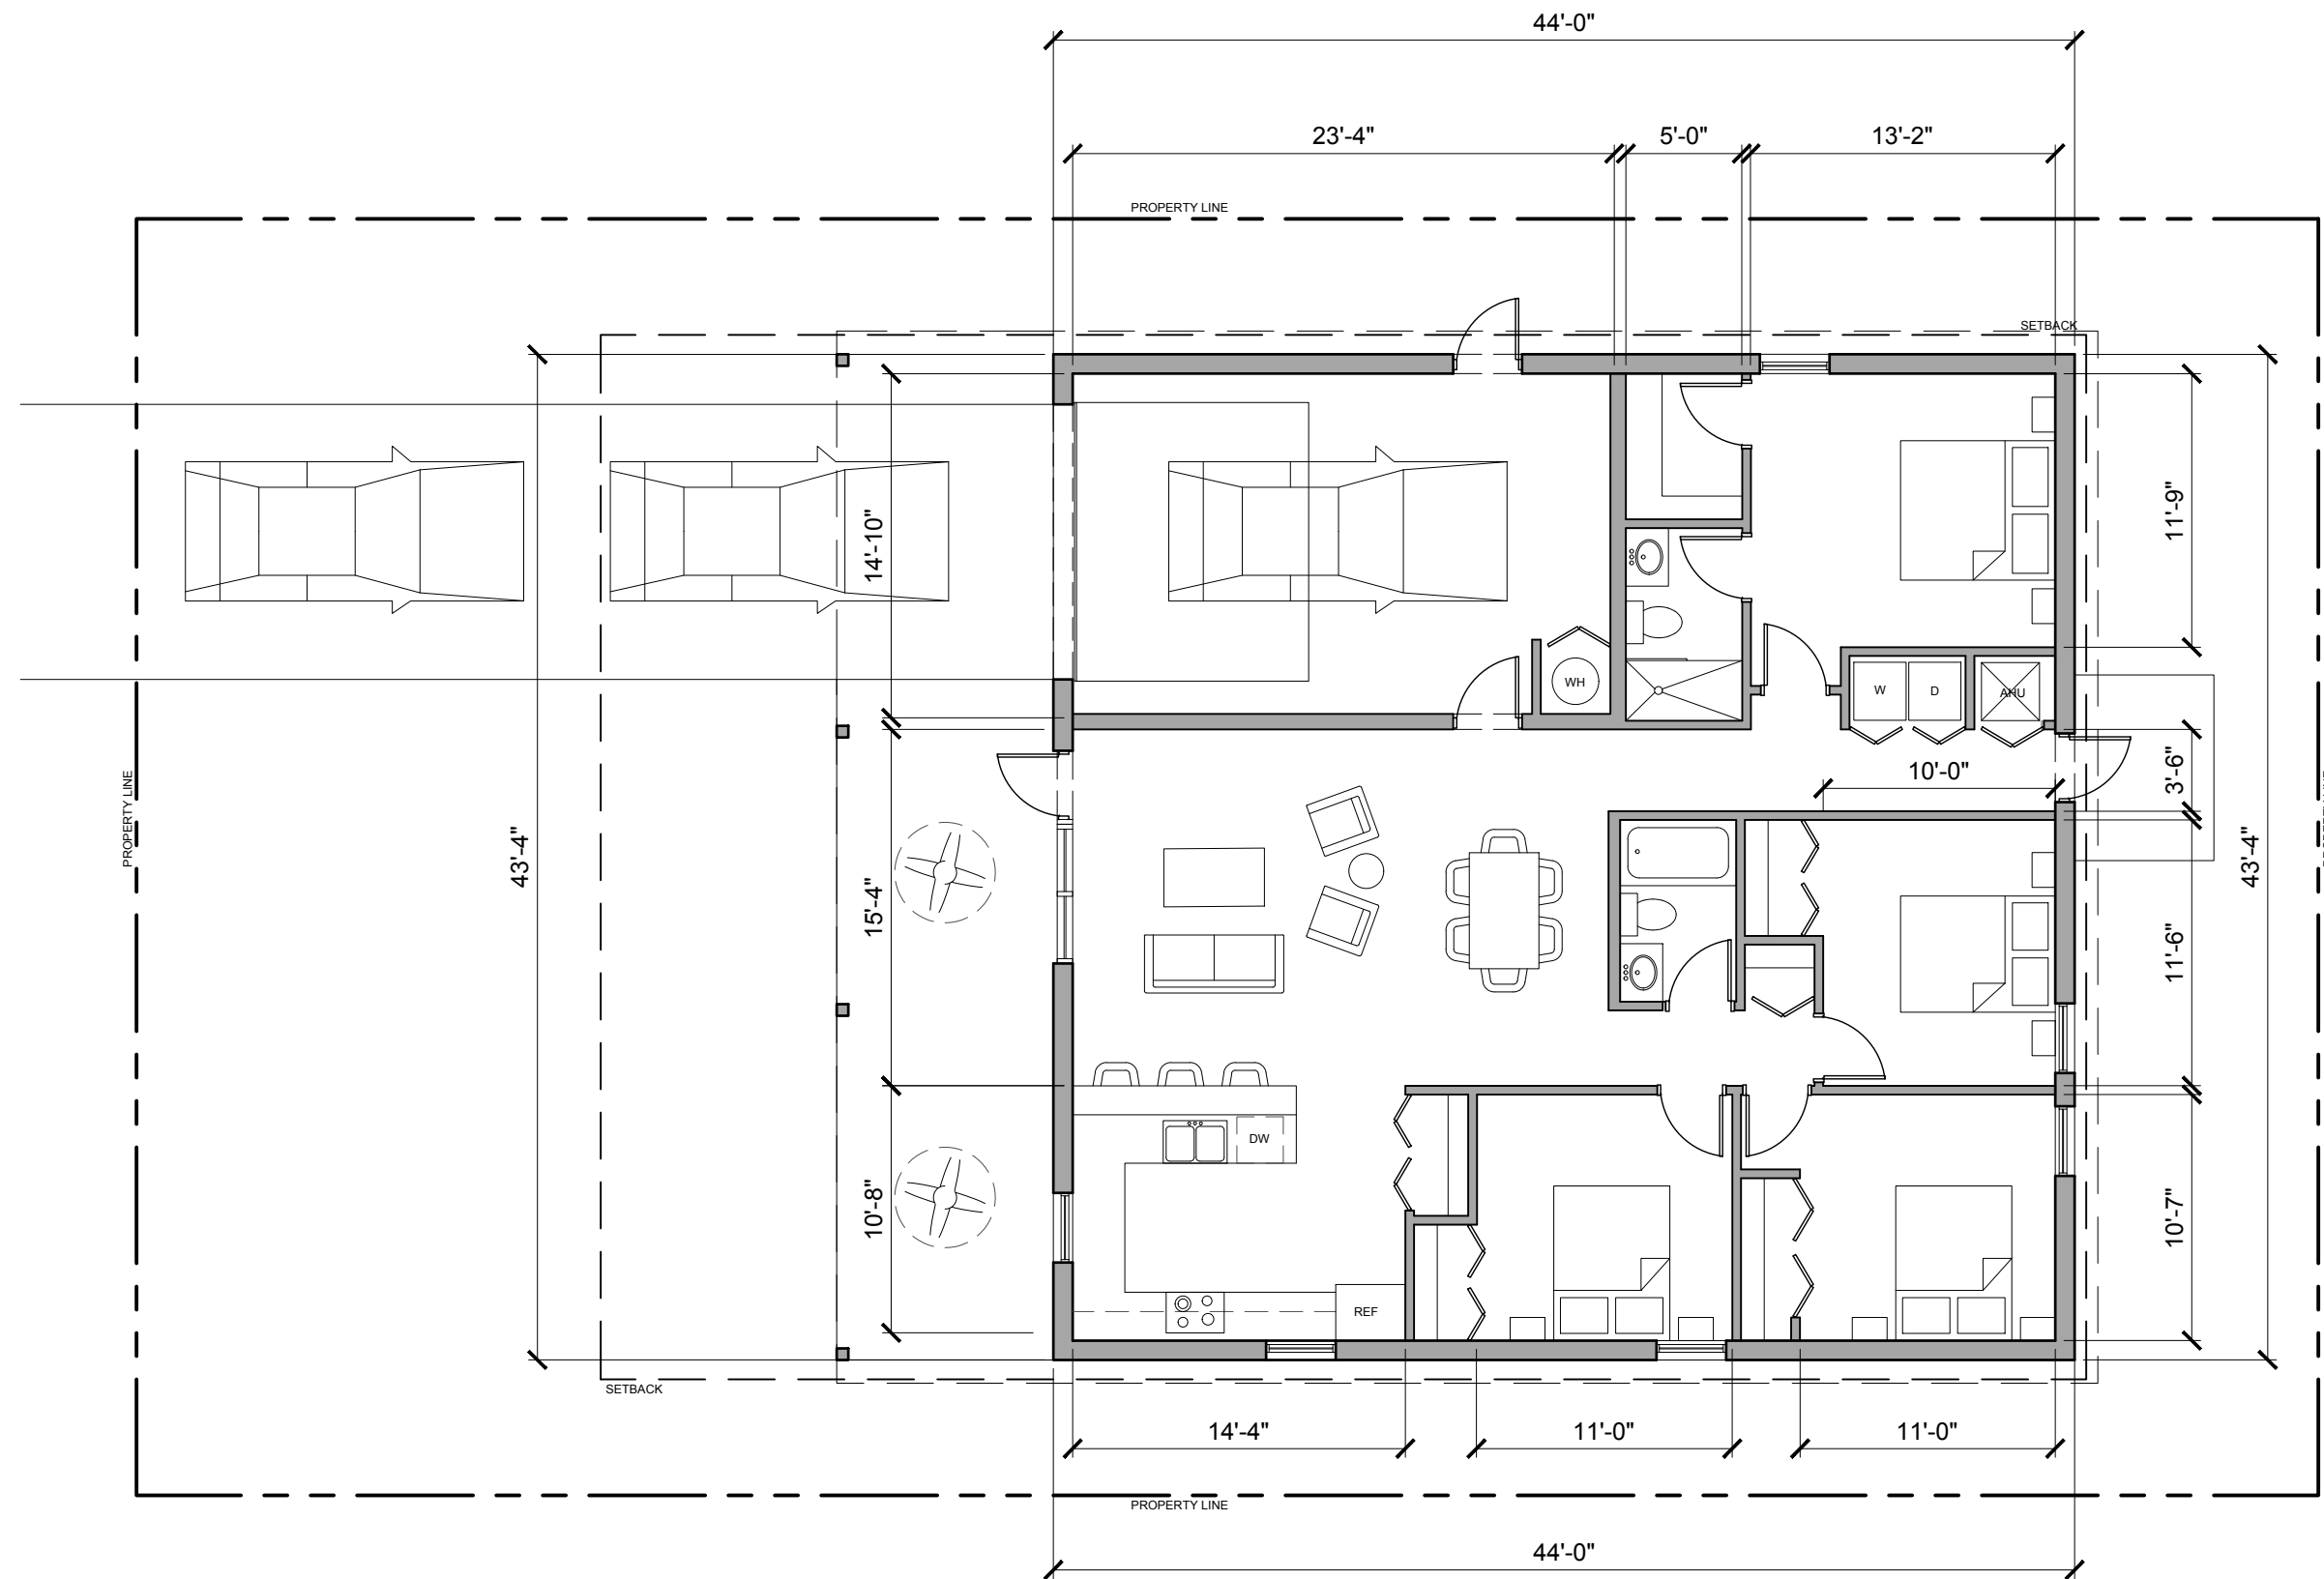 44'-0"
23'-4"
5'-0"
13'-2"
PROPERTY LINE
SETBACK
14'-10"
11'-9"
WH
W
D
AHU
3'-6"
10'-0"
PROPERTY LINE
43'-4"
15'-4"
43'-4"
11'-6"
DW
10'-8"
10'-7"
REF
SETBACK
14'-4"
11'-0"
11'-0"
PROPERTY LINE
44'-0"